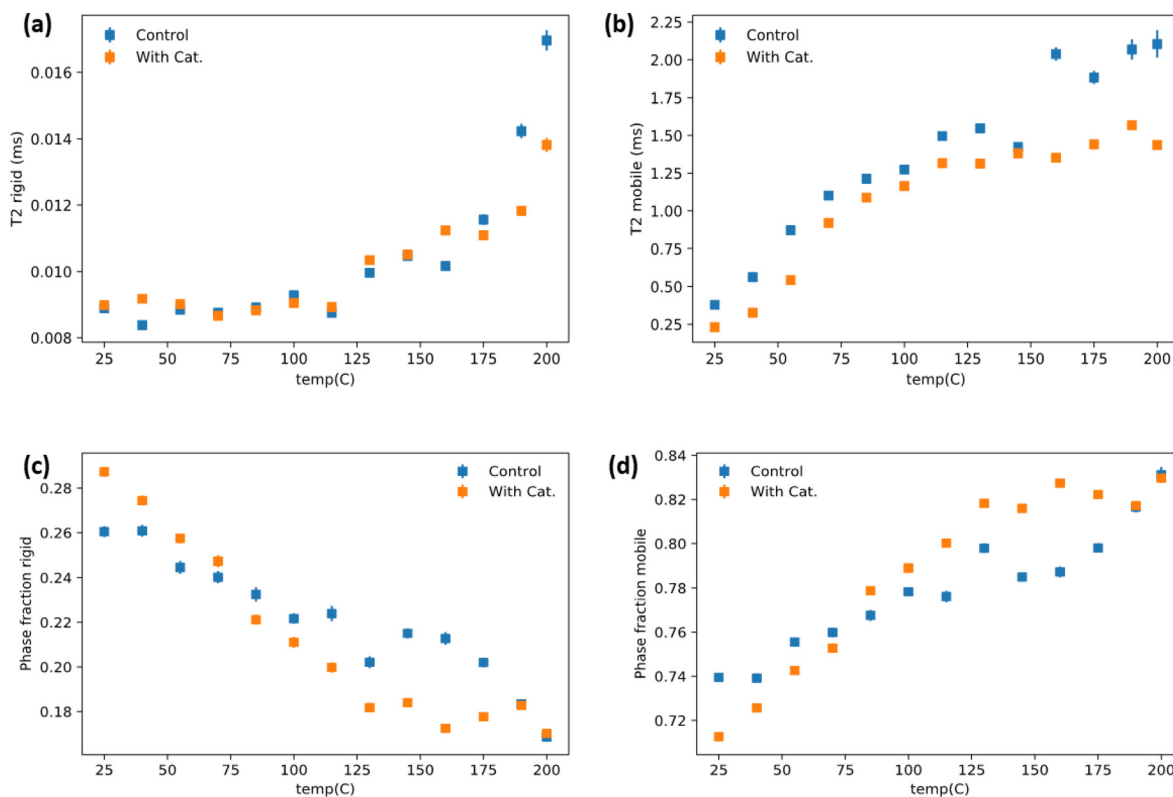 (a)
Control
With Cat.
T2 rigid (ms)
0.016
0.014
0.012
0.010
0.008
25 50 75 100 125 150 175 200
temp(C)
(b)
Control
With Cat.
T2 mobile (ms)
2.25
2.00
1.75
1.50
1.25
1.00
0.75
0.50
0.25
25 50 75 100 125 150 175 200
temp(C)
(c)
Control
With Cat.
Phase fraction rigid
0.28
0.26
0.24
0.22
0.20
0.18
25 50 75 100 125 150 175 200
temp(C)
(d)
Control
With Cat.
Phase fraction mobile
0.84
0.82
0.80
0.78
0.76
0.74
0.72
25 50 75 100 125 150 175 200
temp(C)